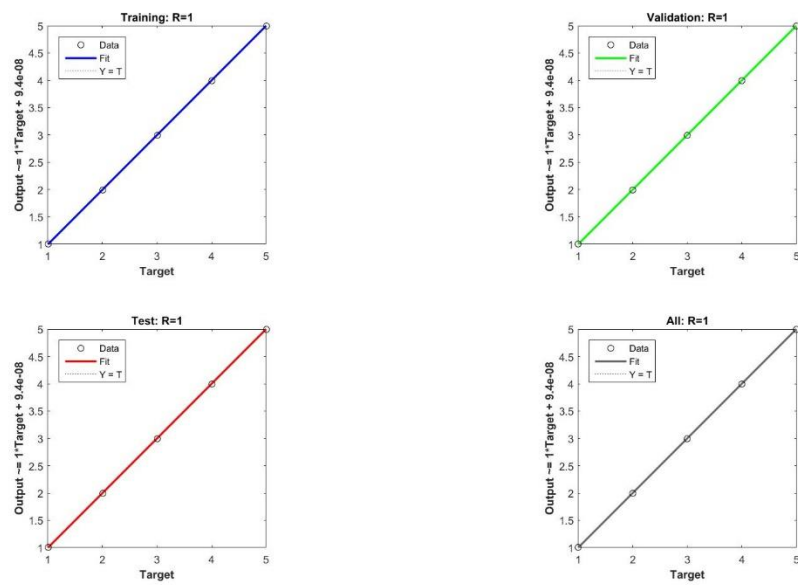 Training: R=1
Output ~= 1*Target + 9.4e-08
5
4.5
4
3.5
3
2.5
2
1.5
1
Data
Fit
Y = T
1 2 3 4 5
Target
Validation: R=1
Output ~= 1*Target + 9.4e-08
5
4.5
4
3.5
3
2.5
2
1.5
1
Data
Fit
Y = T
1 2 3 4 5
Target
Test: R=1
Output ~= 1*Target + 9.4e-08
5
4.5
4
3.5
3
2.5
2
1.5
1
Data
Fit
Y = T
1 2 3 4 5
Target
All: R=1
Output ~= 1*Target + 9.4e-08
5
4.5
4
3.5
3
2.5
2
1.5
1
Data
Fit
Y = T
1 2 3 4 5
Target